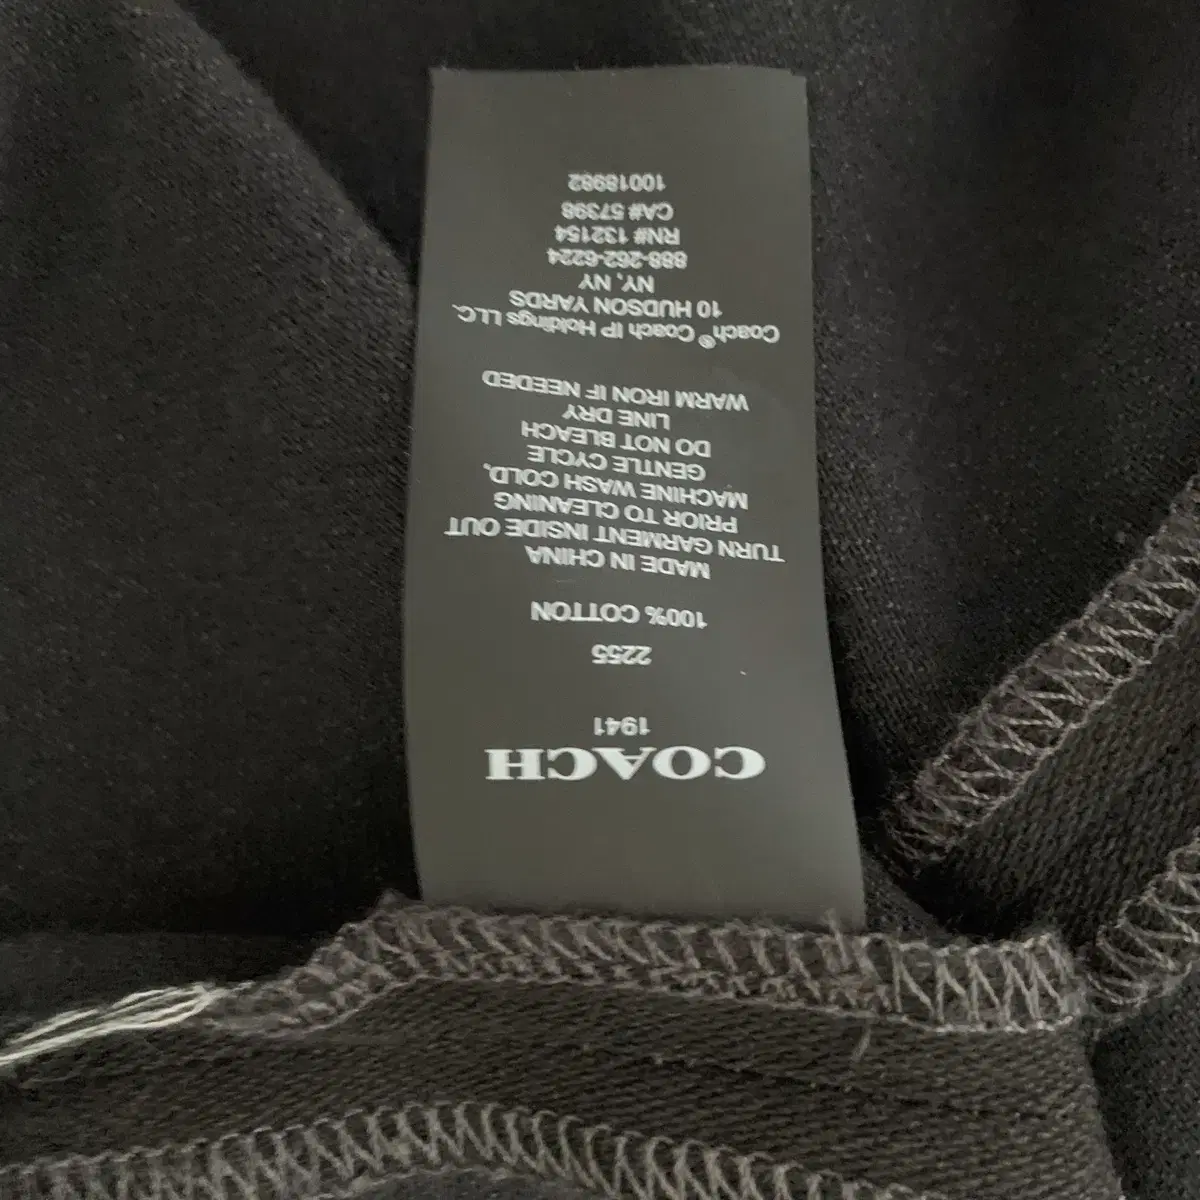 COACH
1941
2255
100% COTTON
MADE IN CHINA
TURN GARMENT INSIDE OUT
PRIOR TO CLEANING
MACHINE WASH COLD,
GENTLE CYCLE
DO NOT BLEACH
LINE DRY
WARM IRON IF NEEDED
Coach® Coach IP Holdings LLC.
10 HUDSON YARDS
NY, NY
888-262-6224
RN# 132154
CA# 57398
10018982